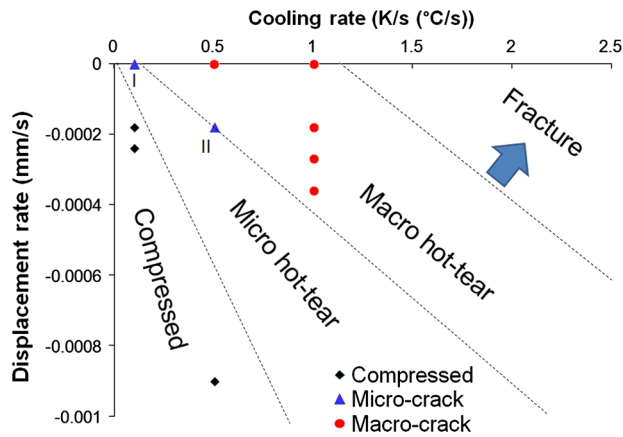 Cooling rate (K/s (°C/s))
0 0.5 1 1.5 2 2.5
Displacement rate (mm/s)
0
-0.0002
-0.0004
-0.0006
-0.0008
-0.001
I
II
Fracture
Compressed
Micro hot-tear
Macro hot-tear
Compressed
Micro-crack
Macro-crack